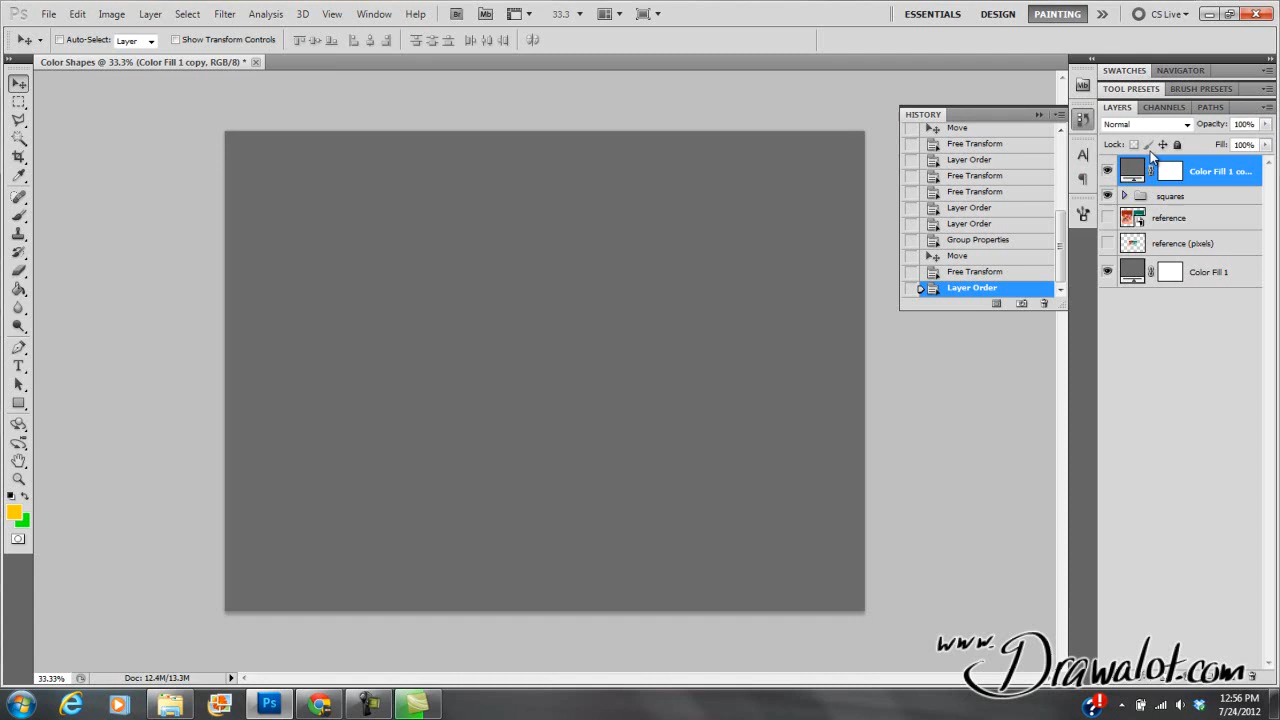 Ps File Edit Image Layer Select Filter Analysis 3D View Window Help Br Mb 33.3 ESSENTIALS DESIGN PAINTING CS Live
Auto-Select: Layer Show Transform Controls
Color Shapes @ 33.3% (Color Fill 1 copy, RGB/8) *
SWATCHES NAVIGATOR
TOOL PRESETS BRUSH PRESETS
LAYERS CHANNELS PATHS
Normal Opacity: 100%
Lock: Fill: 100%
Color Fill 1 co...
squares
reference
reference (pixels)
Color Fill 1
HISTORY
Move
Free Transform
Layer Order
Free Transform
Free Transform
Layer Order
Layer Order
Group Properties
Move
Free Transform
Layer Order
33.33% Doc: 12.4M/13.3M
www.Drawalot.com
Ps
12:56 PM
7/24/2012